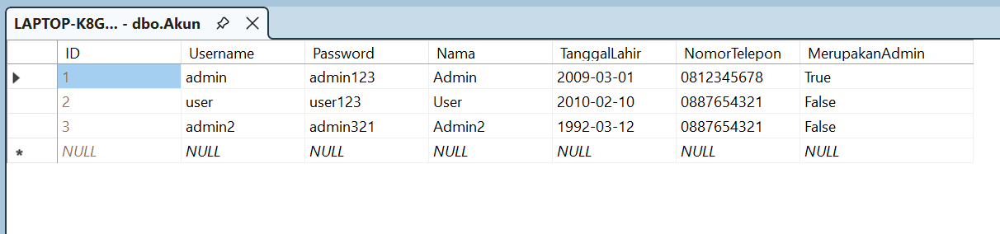 LAPTOP-K8G... - dbo.Akun
ID Username Password Nama TanggalLahir NomorTelepon MerupakanAdmin
1 admin admin123 Admin 2009-03-01 0812345678 True
2 user user123 User 2010-02-10 0887654321 False
3 admin2 admin321 Admin2 1992-03-12 0887654321 False
* NULL NULL NULL NULL NULL NULL NULL